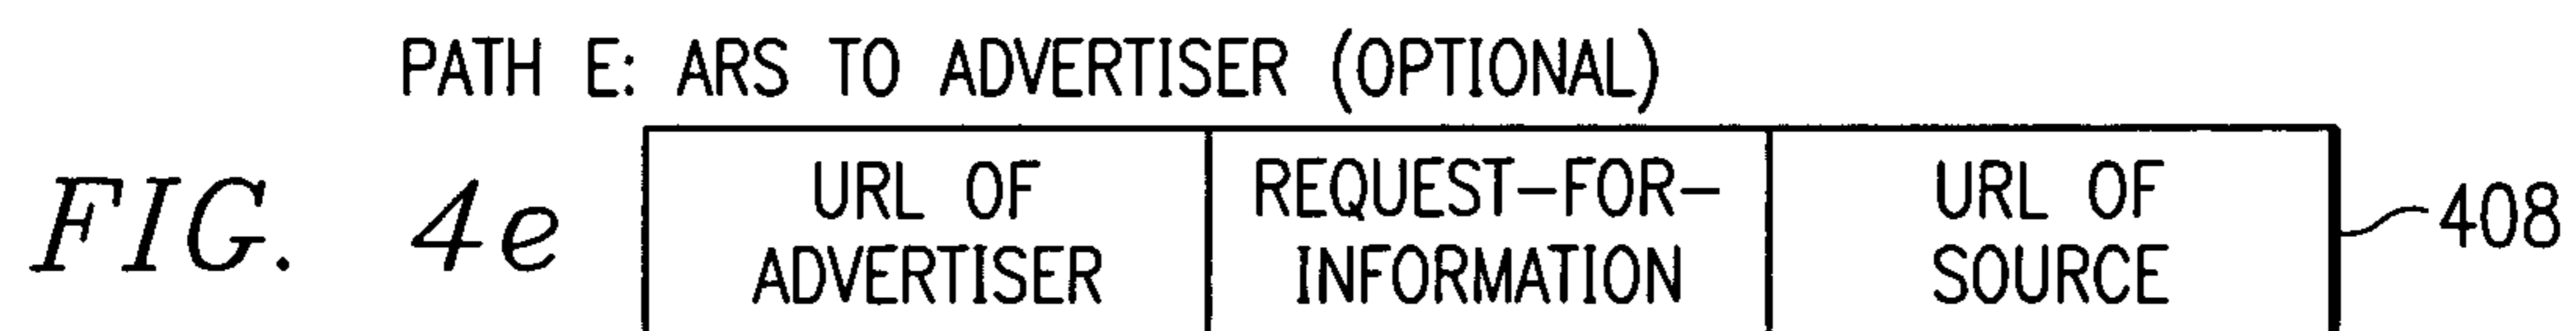 PATH E: ARS TO ADVERTISER (OPTIONAL)
FIG. 4e
URL OF
ADVERTISER
REQUEST-FOR-
INFORMATION
URL OF
SOURCE
408